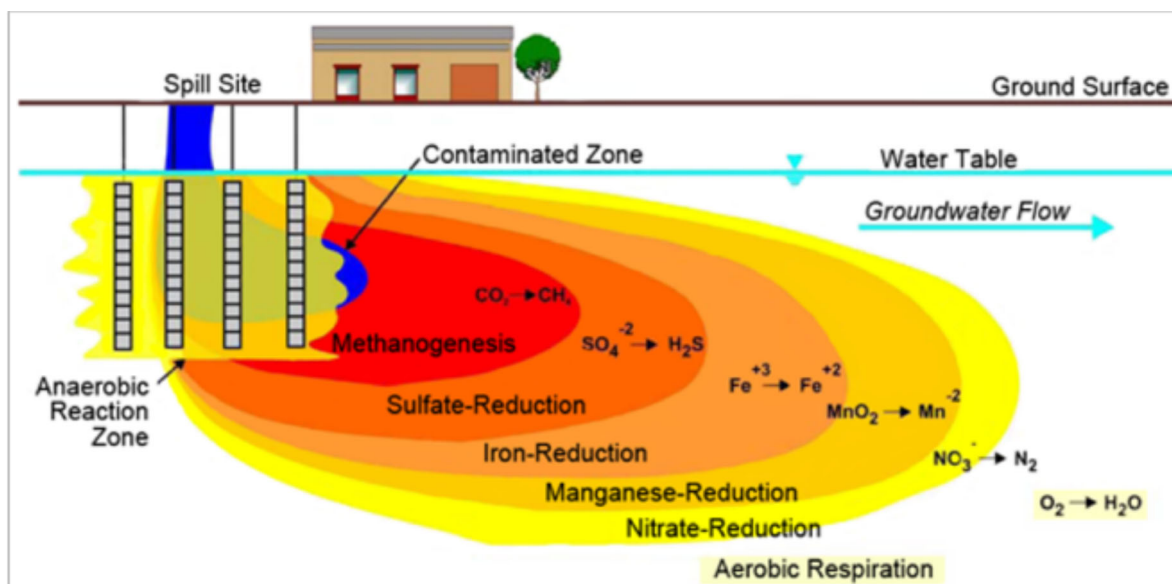 Spill Site
Ground Surface
Contaminated Zone
Water Table
Groundwater Flow
CO₂ → CH₄
Methanogenesis
SO₄⁻² → H₂S
Anaerobic
Reaction
Zone
Fe⁺³ → Fe⁺²
Sulfate-Reduction
MnO₂ → Mn⁻²
Iron-Reduction
NO₃⁻ → N₂
Manganese-Reduction
O₂ → H₂O
Nitrate-Reduction
Aerobic Respiration